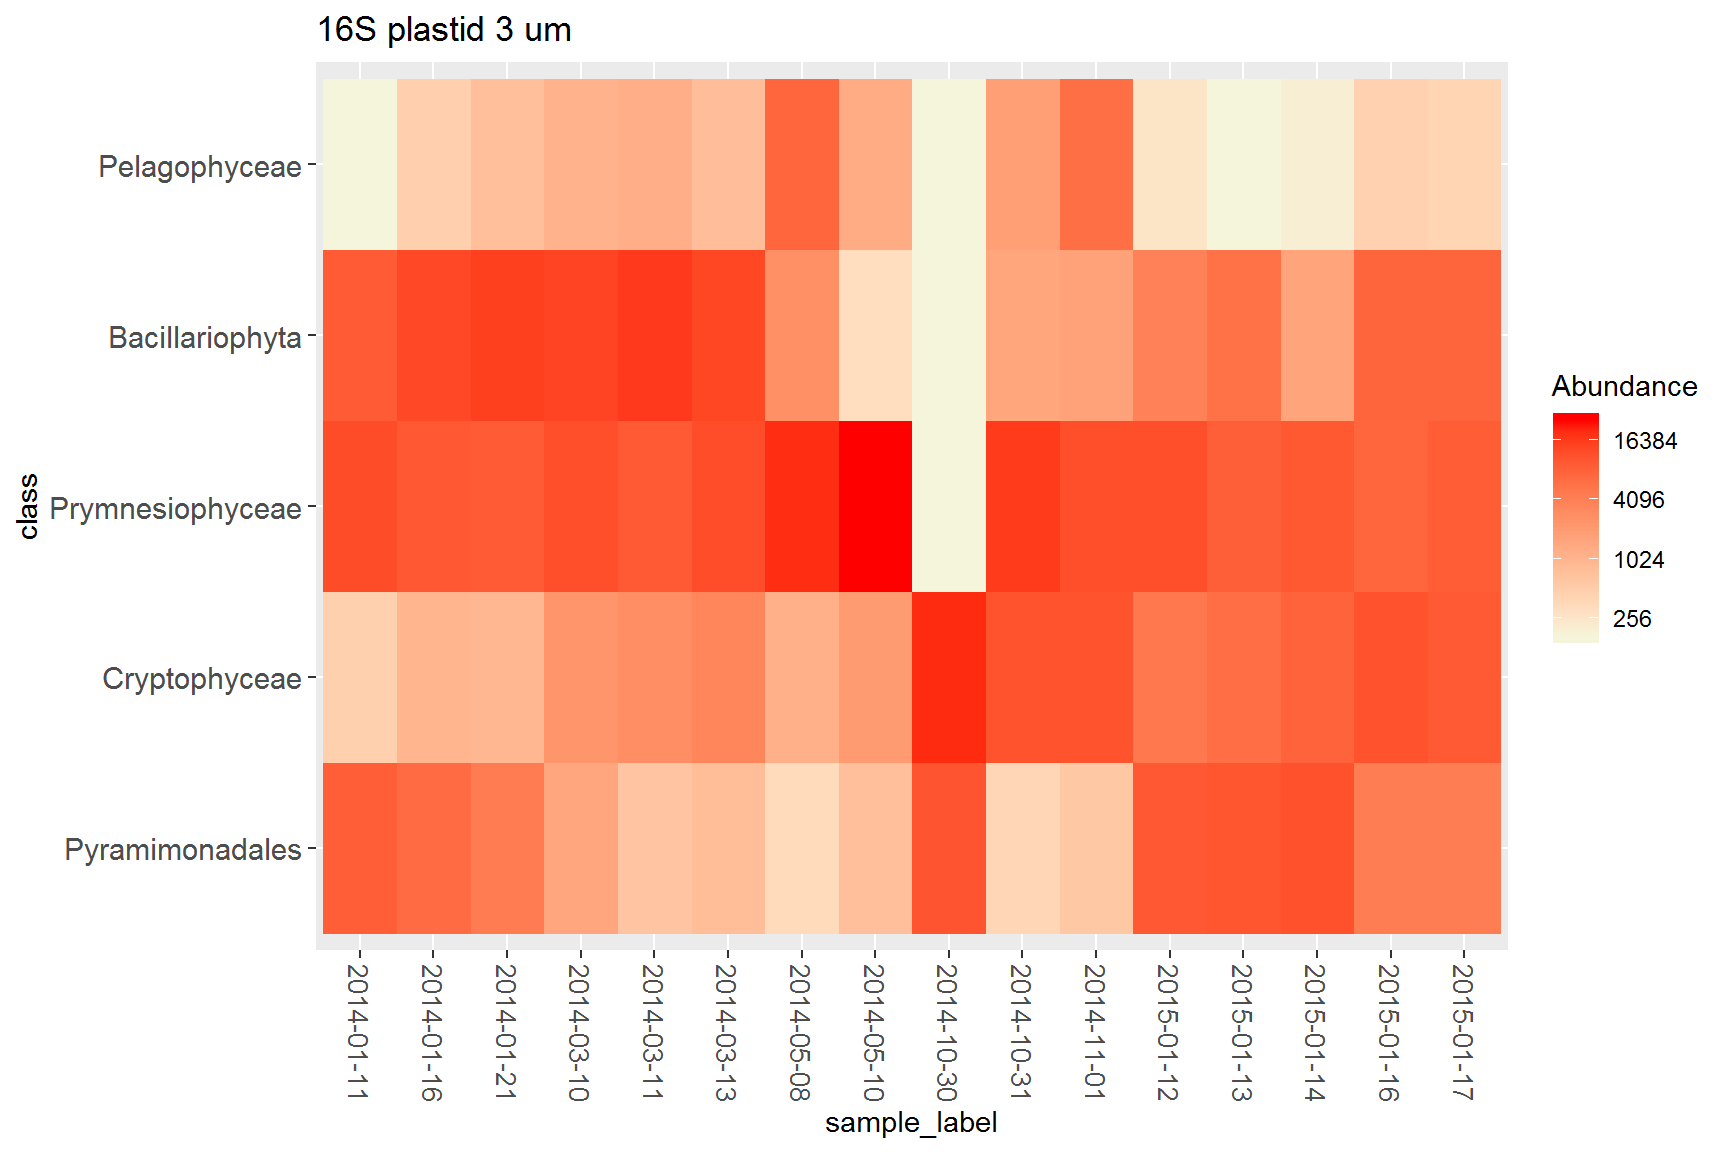 16S plastid 3 um
class
Pelagophyceae
Bacillariophyta
Prymnesiophyceae
Cryptophyceae
Pyramimonadales
2014-01-11
2014-01-16
2014-01-21
2014-03-10
2014-03-11
2014-03-13
2014-05-08
2014-05-10
2014-10-30
2014-10-31
2014-11-01
2015-01-12
2015-01-13
2015-01-14
2015-01-16
2015-01-17
sample_label
Abundance
16384
4096
1024
256